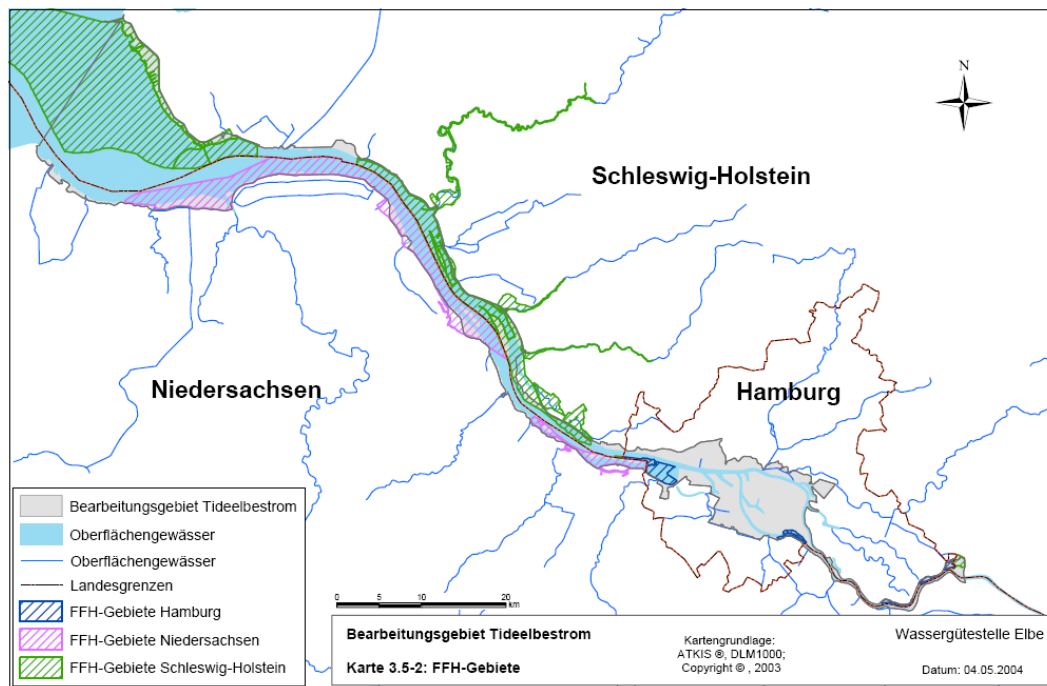 N
Schleswig-Holstein
Niedersachsen
Hamburg
Bearbeitungsgebiet Tideelbestrom
Oberflächengewässer
Oberflächengewässer
Landesgrenzen
FFH-Gebiete Hamburg
FFH-Gebiete Niedersachsen
FFH-Gebiete Schleswig-Holstein
0 5 10 20
km
Bearbeitungsgebiet Tideelbestrom
Karte 3.5-2: FFH-Gebiete
Kartengrundlage:
ATKIS ®, DLM1000;
Copyright © , 2003
Wassergütestelle Elbe
Datum: 04.05.2004